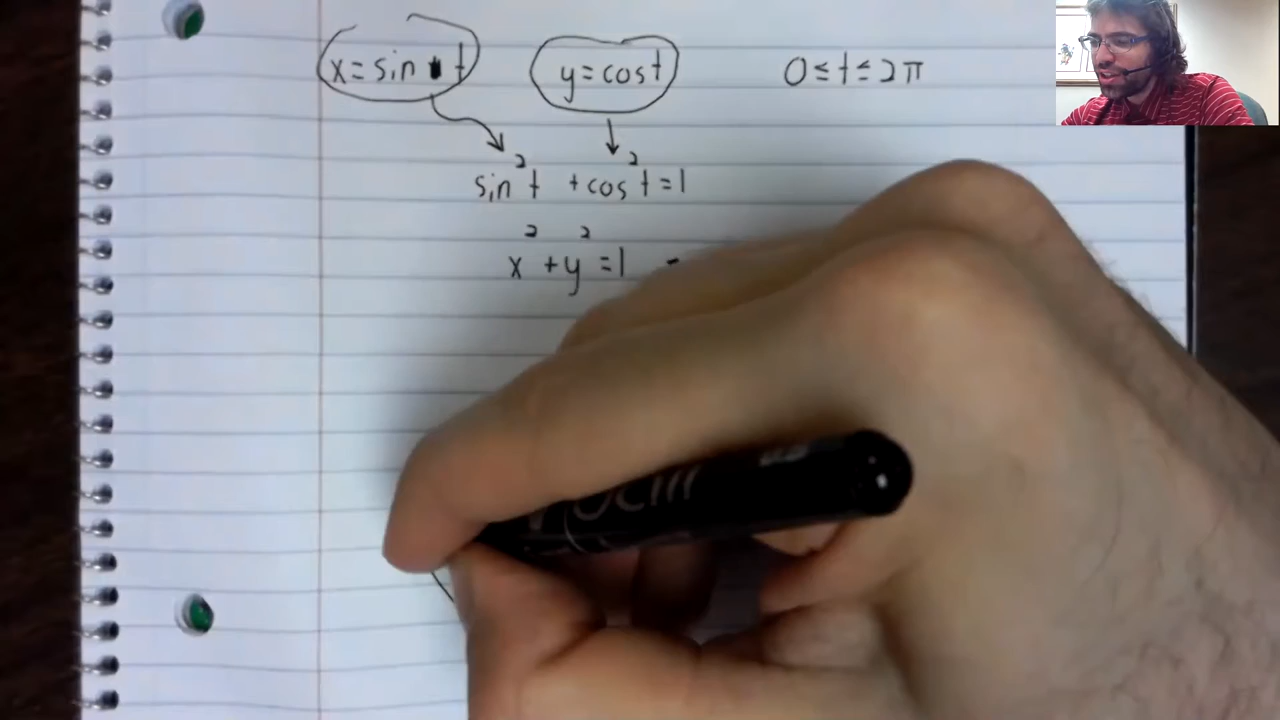 x = sin t y = cos t 0 ≤ t ≤ 2π
sin² t + cos² t = 1
x² + y² = 1